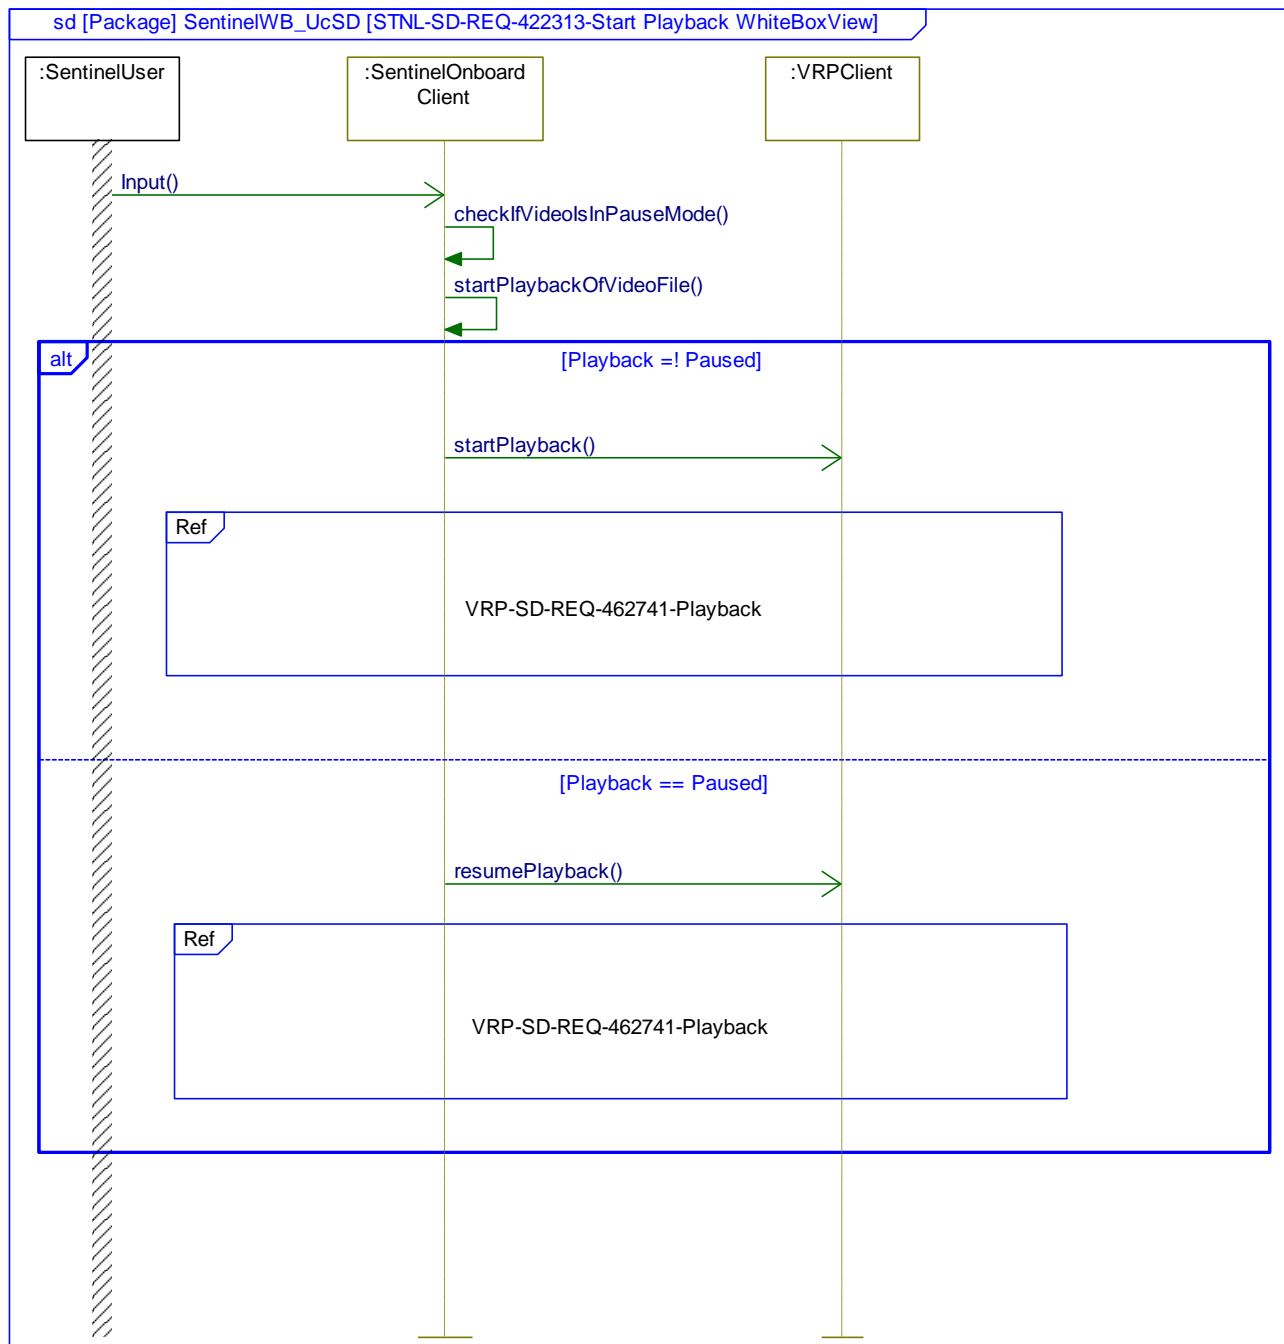 sd [Package] SentinelWB_UcSD [STNL-SD-REQ-422313-Start Playback WhiteBoxView]
:SentinelUser
:SentinelOnboard
Client
:VRPClient
Input()
checkIfVideoIsInPauseMode()
startPlaybackOfVideoFile()
alt
[Playback =! Paused]
startPlayback()
Ref
VRP-SD-REQ-462741-Playback
[Playback == Paused]
resumePlayback()
Ref
VRP-SD-REQ-462741-Playback